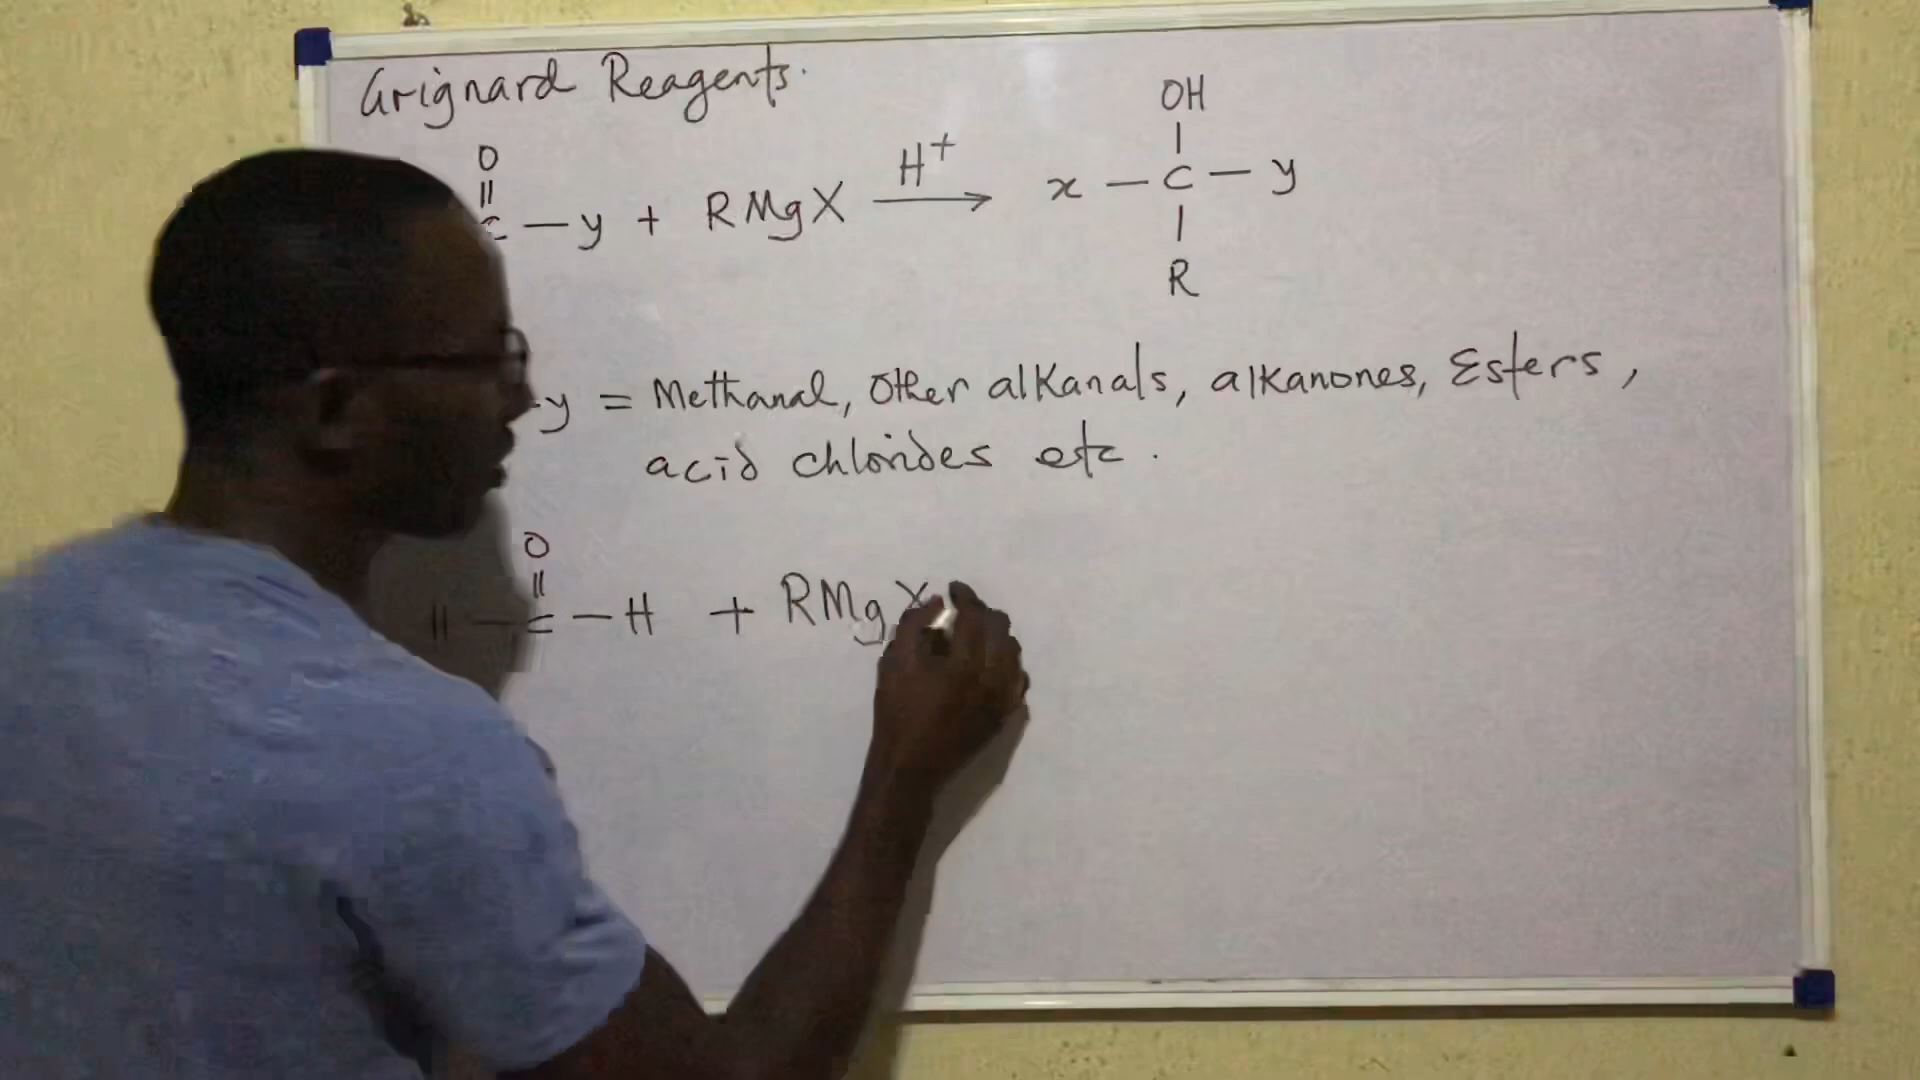 Grignard Reagents.
O
||
C — y + RMgX H⁺ → x — C — y
OH
|
|
R
- y = Methanal, Other alkanals, alkanones, Esters,
acid chlorides etc.
O
||
H — C — H + RMgX